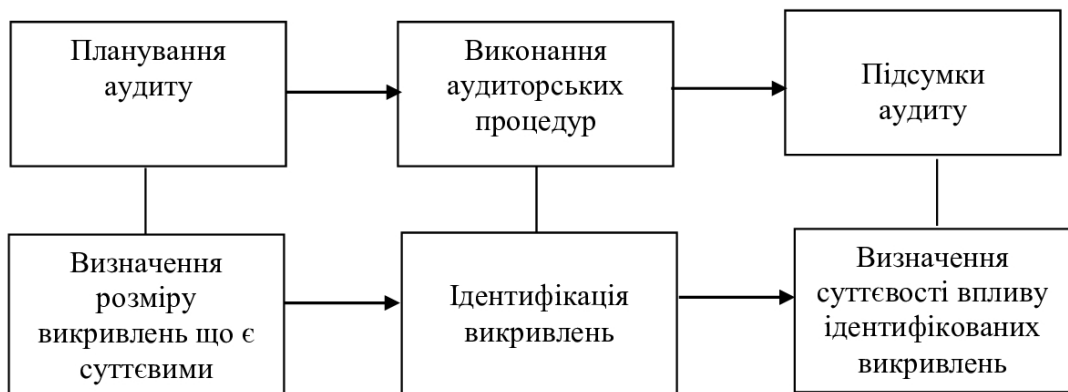 Планування
аудиту
Виконання
аудиторських
процедур
Підсумки
аудиту
Визначення
розміру
викривлень що є
суттєвими
Ідентифікація
викривлень
Визначення
суттєвості впливу
ідентифікованих
викривлень